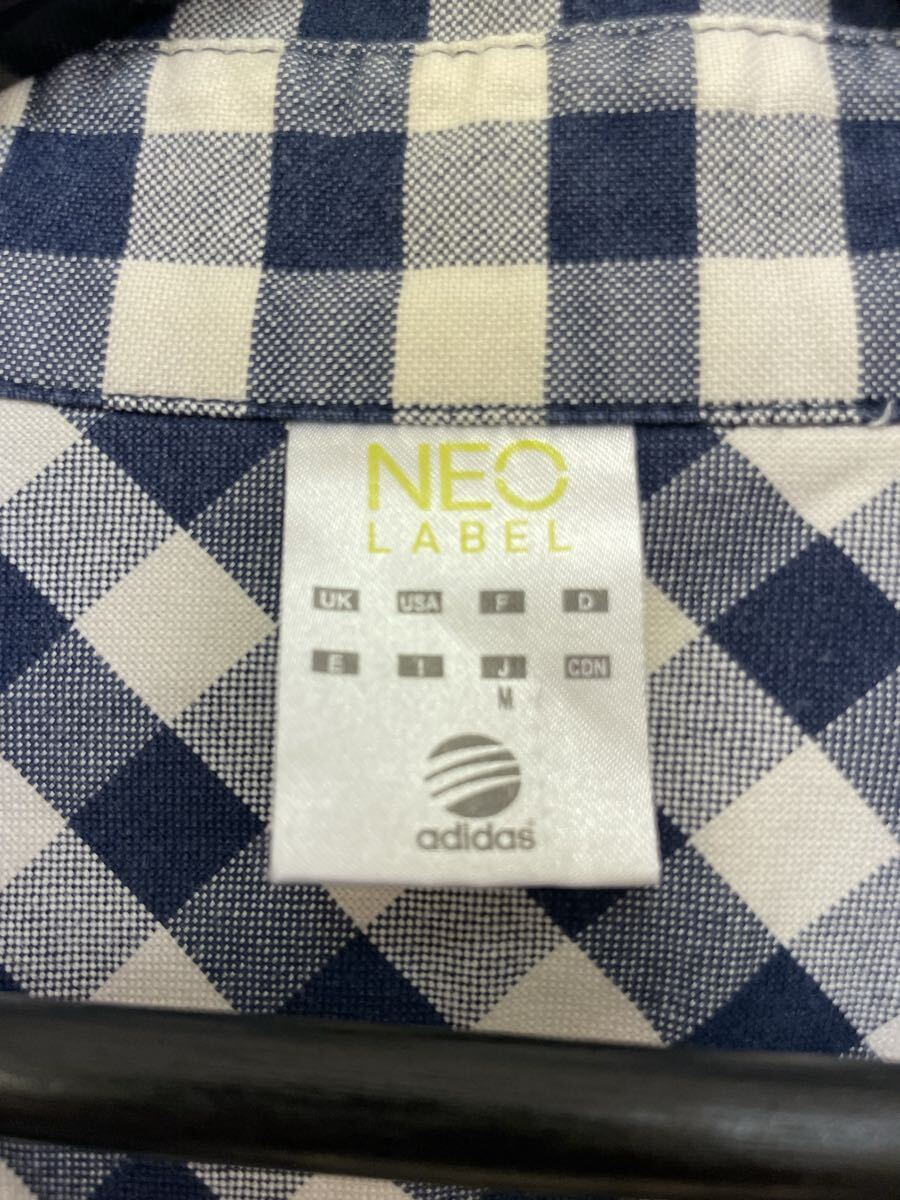 NEO
LABEL
UK USA F D
E I J CDN
M
adidas